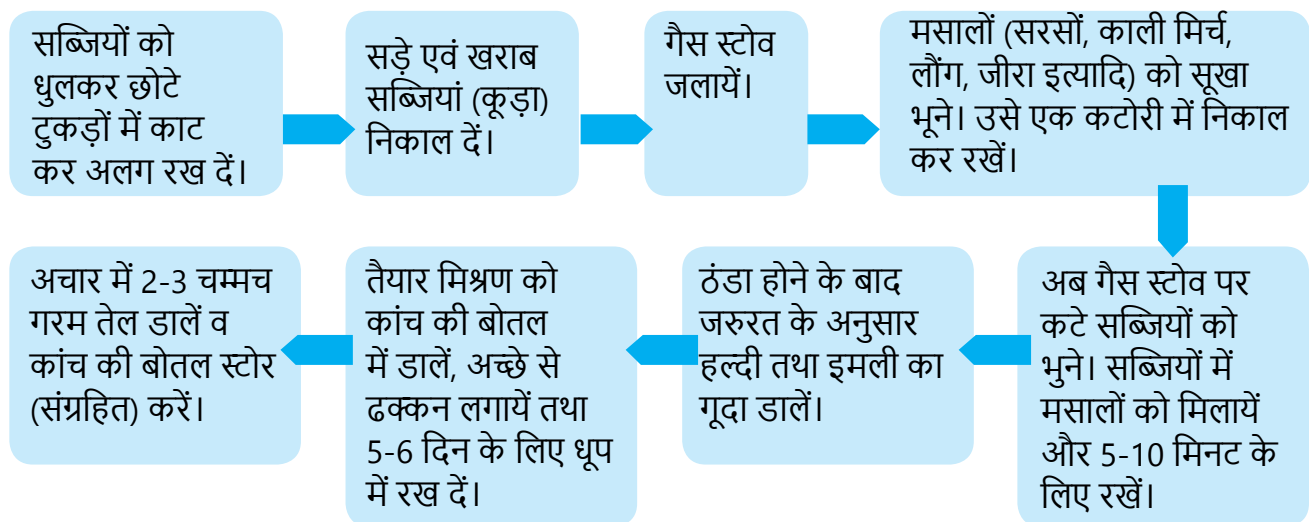 सब्जियों को
धुलकर छोटे
टुकड़ों में काट
कर अलग रख दें।
सड़े एवं खराब
सब्जियां (कूड़ा)
निकाल दें।
गैस स्टोव
जलायें।
मसालों (सरसों, काली मिर्च,
लौंग, जीरा इत्यादि) को सूखा
भूने। उसे एक कटोरी में निकाल
कर रखें।
अब गैस स्टोव पर
कटे सब्जियों को
भुने। सब्जियों में
मसालों को मिलायें
और 5-10 मिनट के
लिए रखें।
ठंडा होने के बाद
जरुरत के अनुसार
हल्दी तथा इमली का
गूदा डालें।
तैयार मिश्रण को
कांच की बोतल
में डालें, अच्छे से
ढक्कन लगायें तथा
5-6 दिन के लिए धूप
में रख दें।
अचार में 2-3 चम्मच
गरम तेल डालें व
कांच की बोतल स्टोर
(संग्रहित) करें।